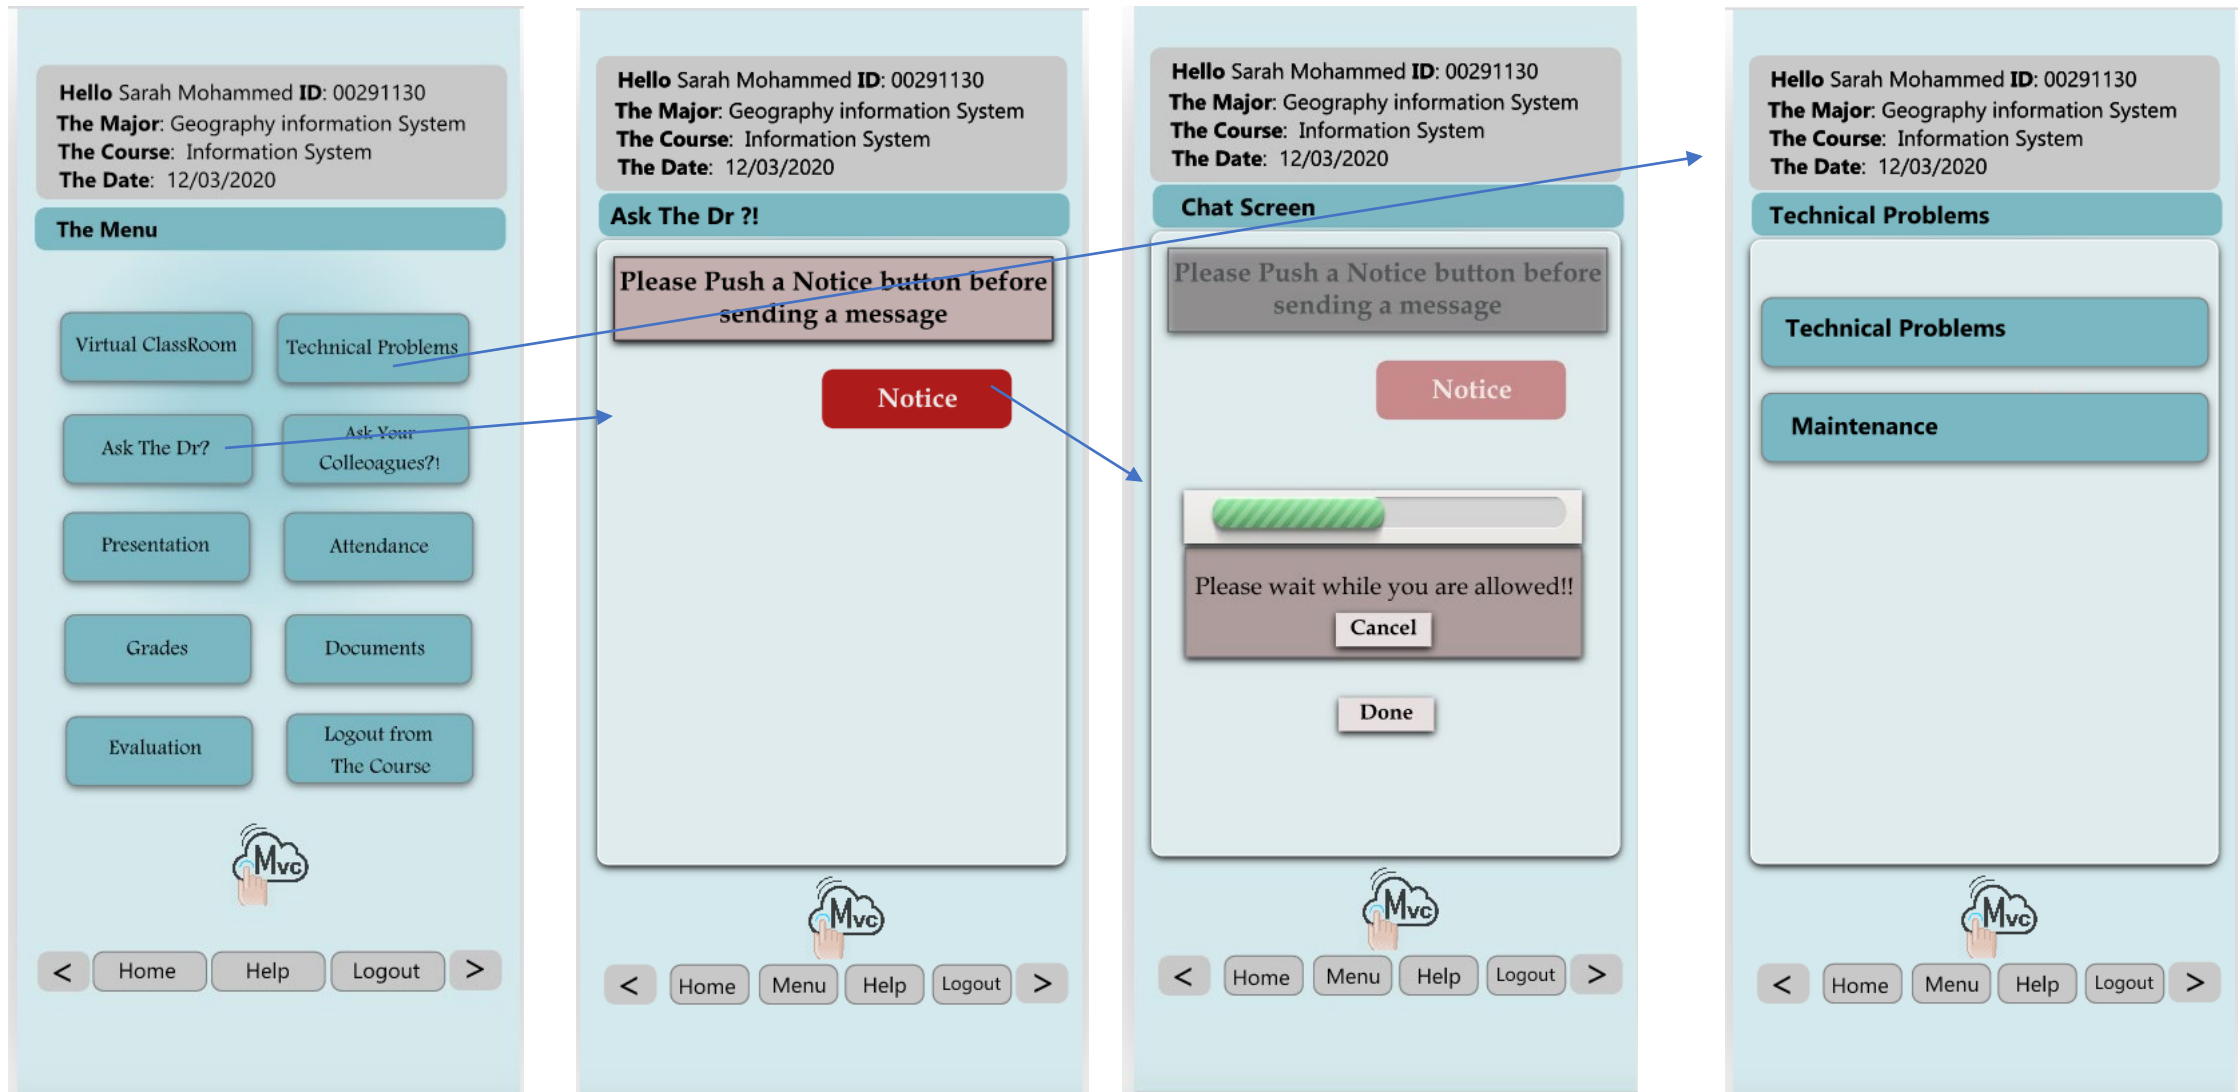 Hello Sarah Mohammed ID: 00291130
The Major: Geography information System
The Course: Information System
The Date: 12/03/2020
The Menu
Virtual ClassRoom
Technical Problems
Ask The Dr?
Ask Your
Colleoagues?!
Presentation
Attendance
Grades
Documents
Evaluation
Logout from
The Course
Mvc
< Home Help Logout >
Hello Sarah Mohammed ID: 00291130
The Major: Geography information System
The Course: Information System
The Date: 12/03/2020
Ask The Dr ?!
Please Push a Notice button before
sending a message
Notice
Mvc
< Home Menu Help Logout >
Hello Sarah Mohammed ID: 00291130
The Major: Geography information System
The Course: Information System
The Date: 12/03/2020
Chat Screen
Please Push a Notice button before
sending a message
Notice
Please wait while you are allowed!!
Cancel
Done
Mvc
< Home Menu Help Logout >
Hello Sarah Mohammed ID: 00291130
The Major: Geography information System
The Course: Information System
The Date: 12/03/2020
Technical Problems
Technical Problems
Maintenance
Mvc
< Home Menu Help Logout >